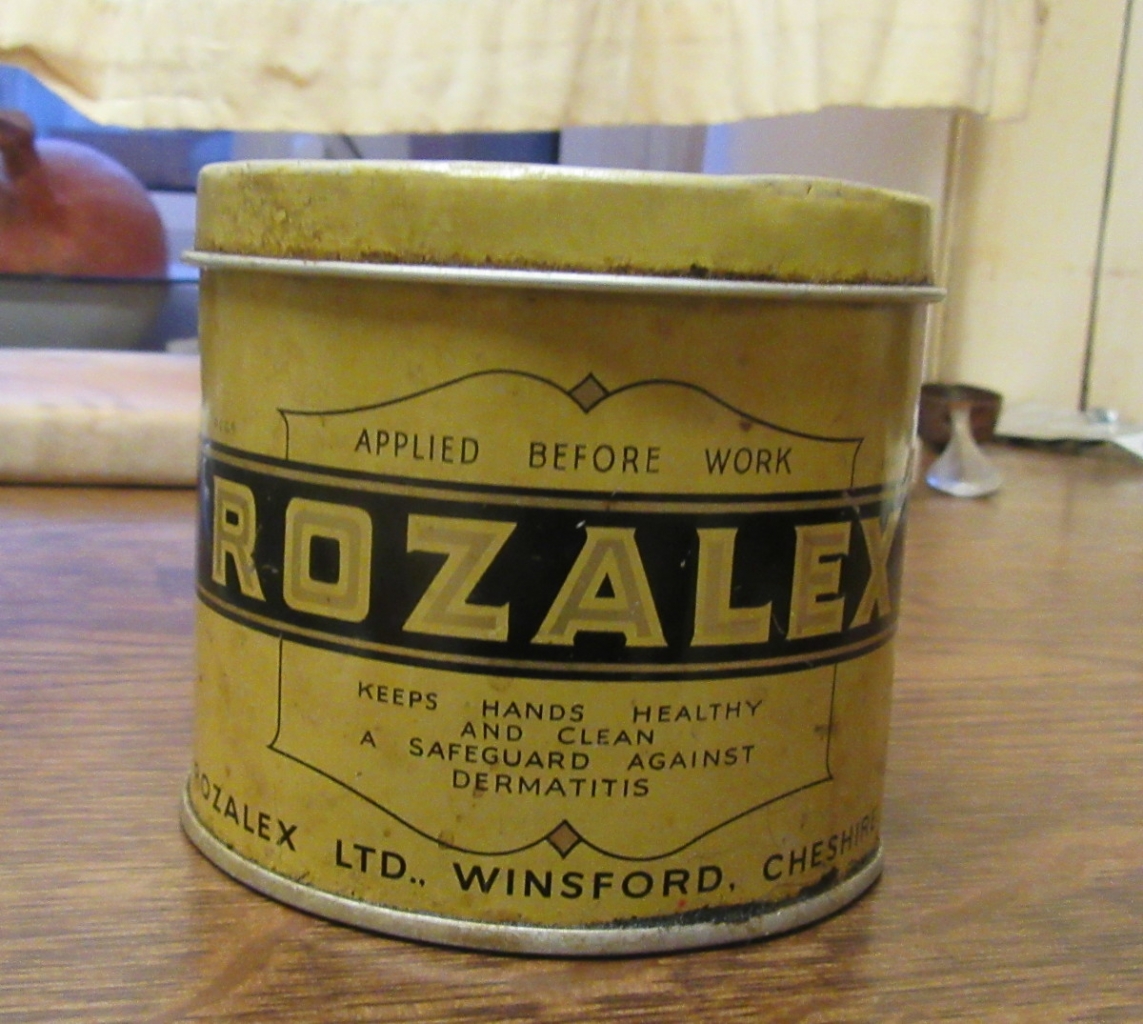 APPLIED BEFORE WORK
ROZALEX
KEEPS HANDS HEALTHY
AND CLEAN
A SAFEGUARD AGAINST
DERMATITIS
ROZALEX LTD., WINSFORD, CHESHIRE